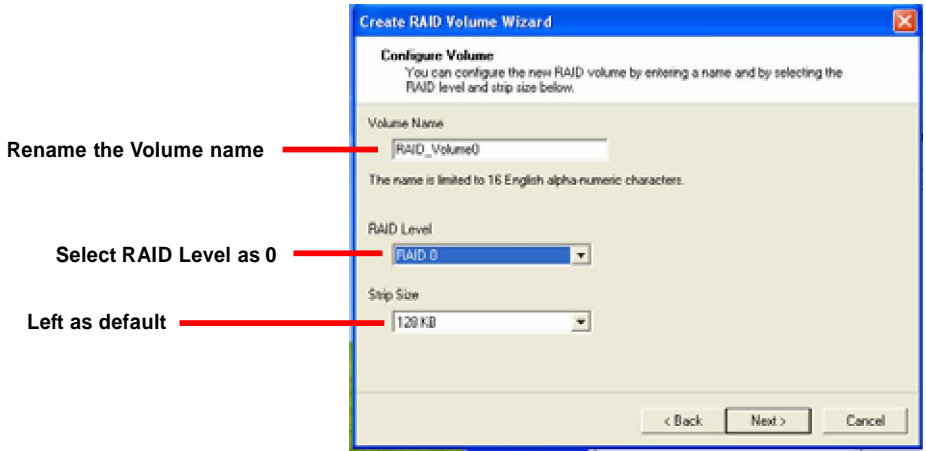 Create RAID Volume Wizard
Configure Volume
You can configure the new RAID volume by entering a name and by selecting the
RAID level and strip size below.
Volume Name
Rename the Volume name
RAID_Volume0
The name is limited to 16 English alpha-numeric characters.
RAID Level
Select RAID Level as 0
RAID 0
Strip Size
Left as default
128 KB
< Back
Next >
Cancel